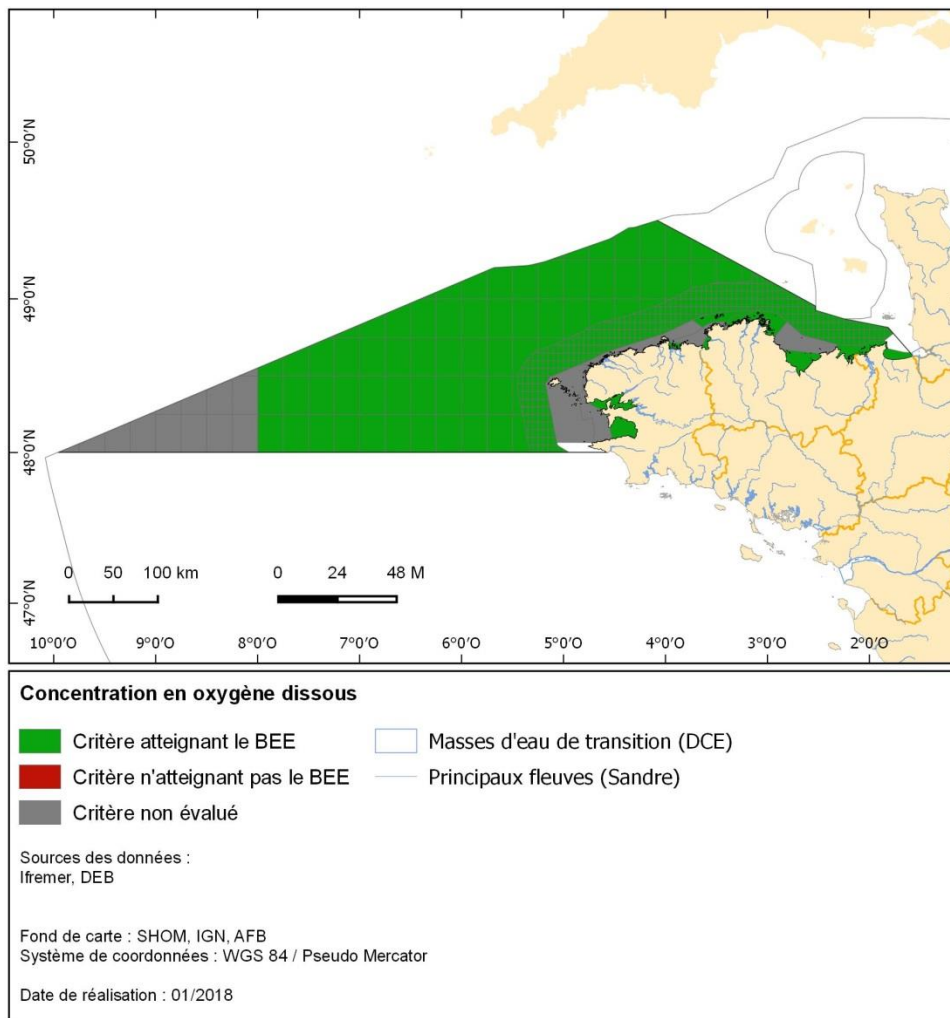 50°0'N
49°0'N
48°0'N
47°0'N
0 50 100 km
0 24 48 M
10°0'O 9°0'O 8°0'O 7°0'O 6°0'O 5°0'O 4°0'O 3°0'O 2°0'O
Concentration en oxygène dissous
Critère atteignant le BEE
Critère n'atteignant pas le BEE
Critère non évalué
Masses d'eau de transition (DCE)
Principaux fleuves (Sandre)
Sources des données :
Ifremer, DEB
Fond de carte : SHOM, IGN, AFB
Système de coordonnées : WGS 84 / Pseudo Mercator
Date de réalisation : 01/2018